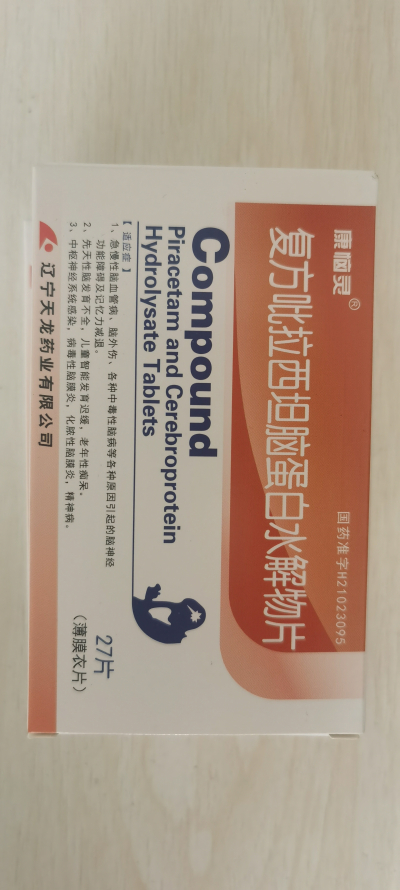 康脑灵®
国药准字H21023095
复方吡拉西坦脑蛋白水解物片
Compound
Piracetam and Cerebroprotein
Hydrolysate Tablets
【适应症】
1、急慢性脑血管病、脑外伤、各种中毒性脑病等各种原因引起的脑神经
功能障碍及记忆力减退。
2、先天性脑发育不全，儿童智能发育迟缓，老年性痴呆。
3、中枢神经系统感染，病毒性脑膜炎，化脓性脑膜炎，精神病。
27片
（薄膜衣片）
辽宁天龙药业有限公司